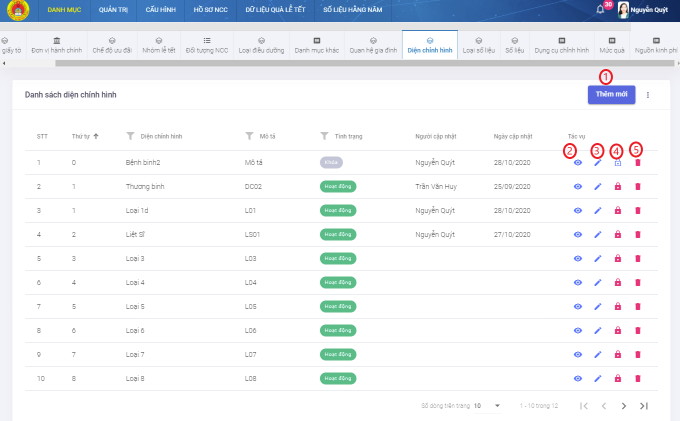 DANH MỤC QUẢN TRỊ CẤU HÌNH HỒ SƠ NCC DỮ LIỆU QUÀ LỄ TẾT SỐ LIỆU HÀNG NĂM 30 Nguyễn Quýt
giấy tờ Đơn vị hành chính Chế độ ưu đãi Nhóm lễ tết Đối tượng NCC Loại điều dưỡng Danh mục khác Quan hệ gia đình Diện chỉnh hình Loại số liệu Số liệu Dụng cụ chỉnh hình Mức quà Nguồn kinh phí
1
Danh sách diện chỉnh hình Thêm mới
STT Thứ tự Diện chỉnh hình Mô tả Tình trạng Người cập nhật Ngày cập nhật Tác vụ
2 3 4 5
1 0 Bệnh binh2 Mô tả Khóa Nguyễn Quýt 28/10/2020
2 1 Thương binh DC02 Hoạt động Trần Văn Huy 25/09/2020
3 1 Loại 1d L01 Hoạt động Nguyễn Quýt 28/10/2020
4 2 Liệt Sĩ LS01 Hoạt động Nguyễn Quýt 27/10/2020
5 3 Loại 3 L03 Hoạt động
6 4 Loại 4 L04 Hoạt động
7 5 Loại 5 L05 Hoạt động
8 6 Loại 6 L06 Hoạt động
9 7 Loại 7 L07 Hoạt động
10 8 Loại 8 L08 Hoạt động
Số dòng trên trang 10 1 - 10 trong 12